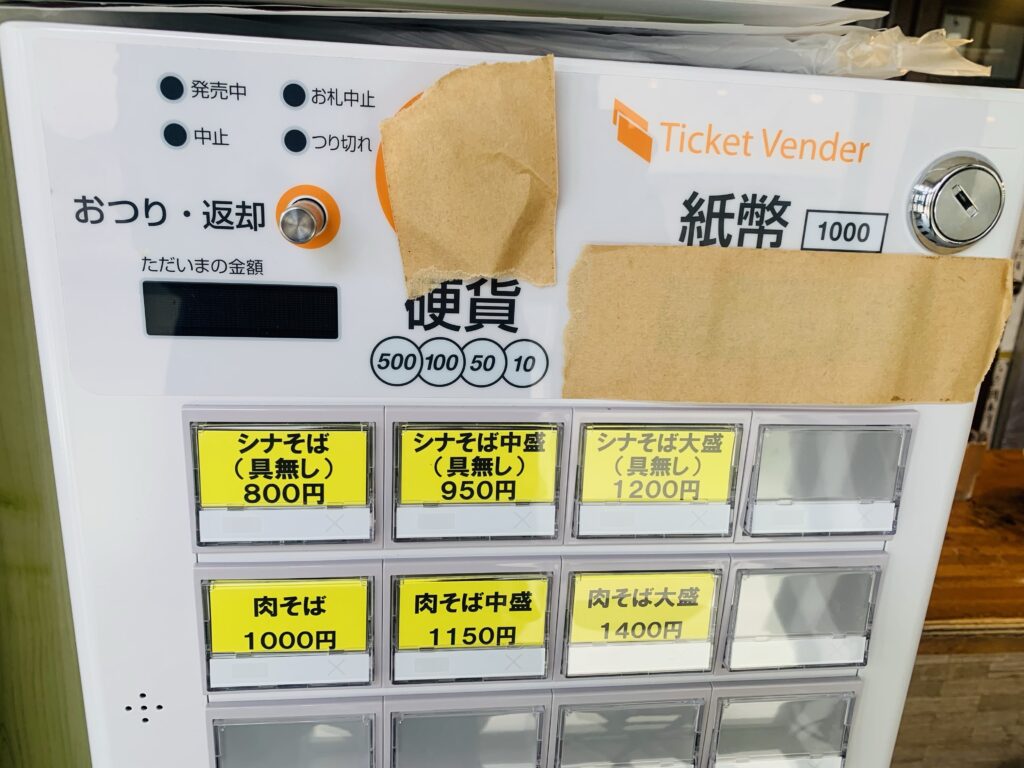 発売中 お札中止
中止 つり切れ
おつり・返却
ただいまの金額
Ticket Vender
紙幣 1000
硬貨
500 100 50 10
シナそば
（具無し）
800円
シナそば中盛
（具無し）
950円
シナそば大盛
（具無し）
1200円
肉そば
1000円
肉そば中盛
1150円
肉そば大盛
1400円